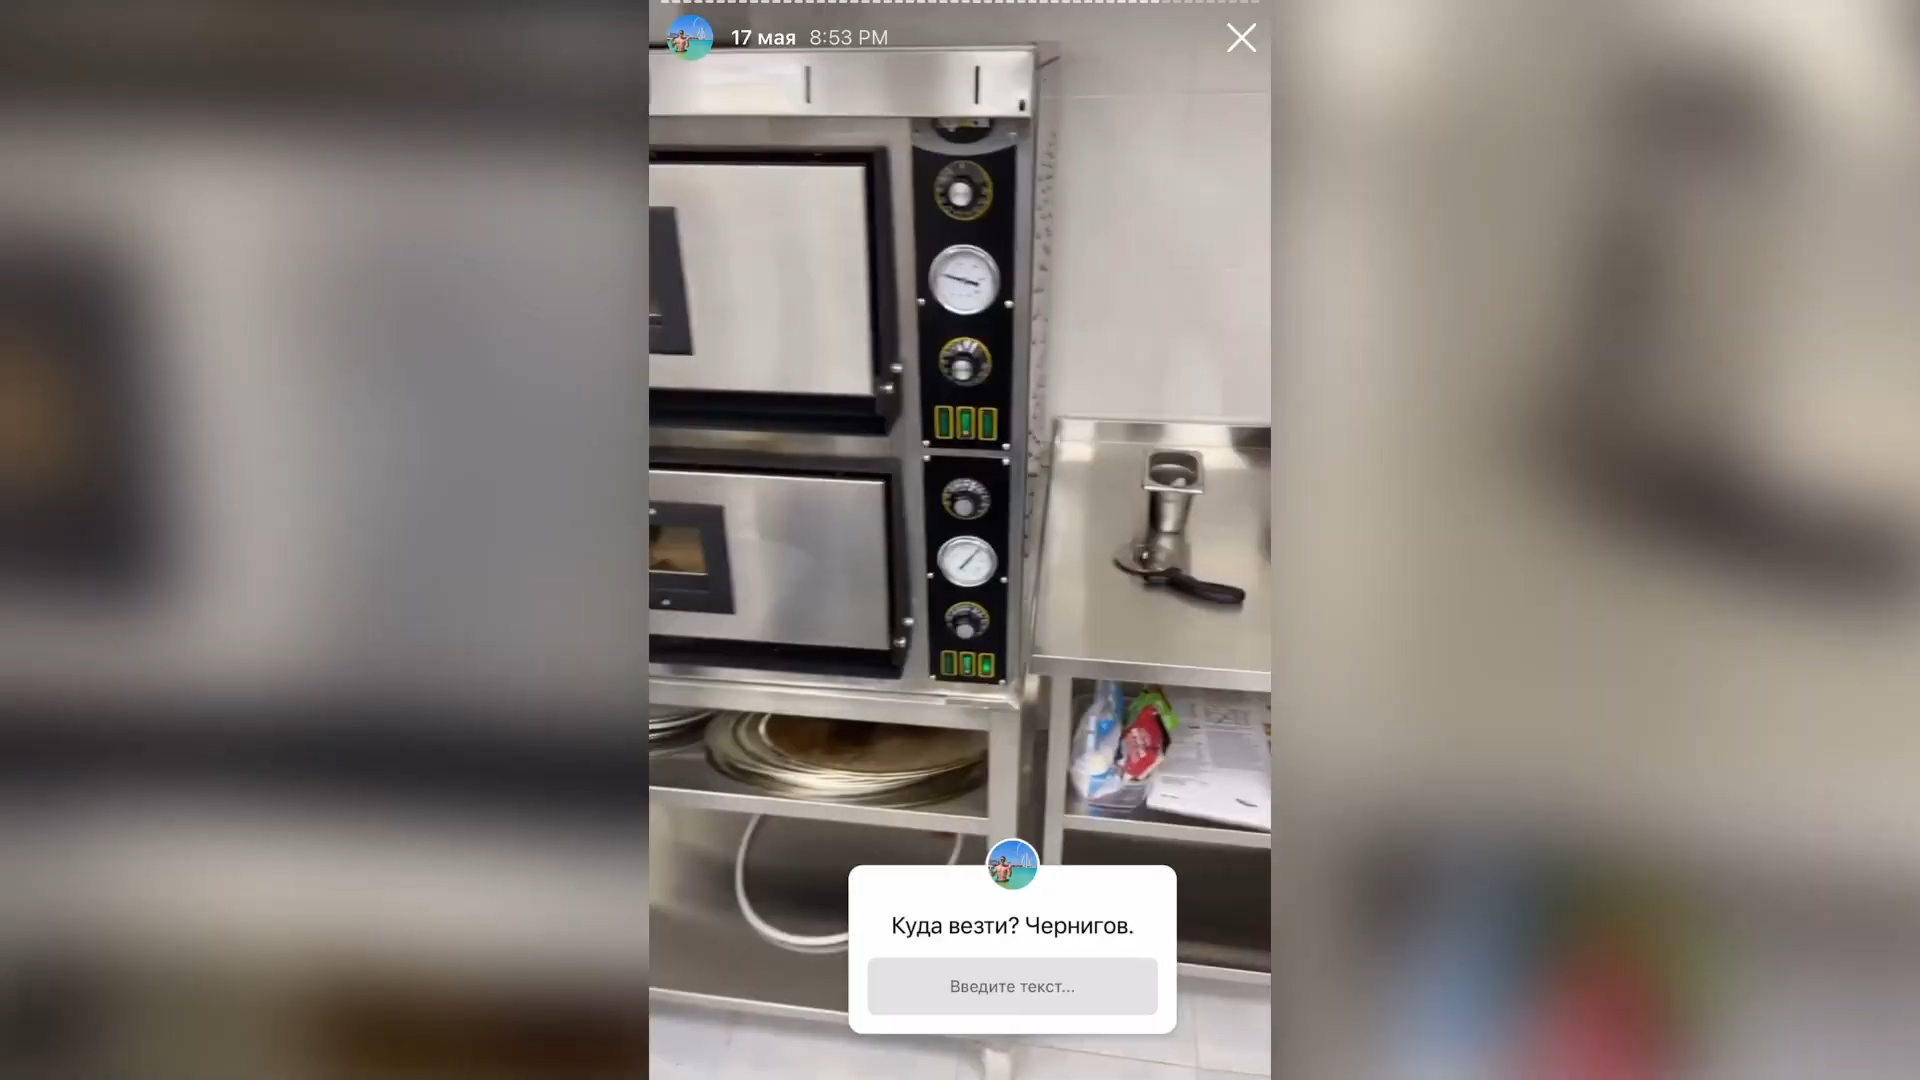 17 мая 8:53 PM
Куда везти? Чернигов.
Введите текст...